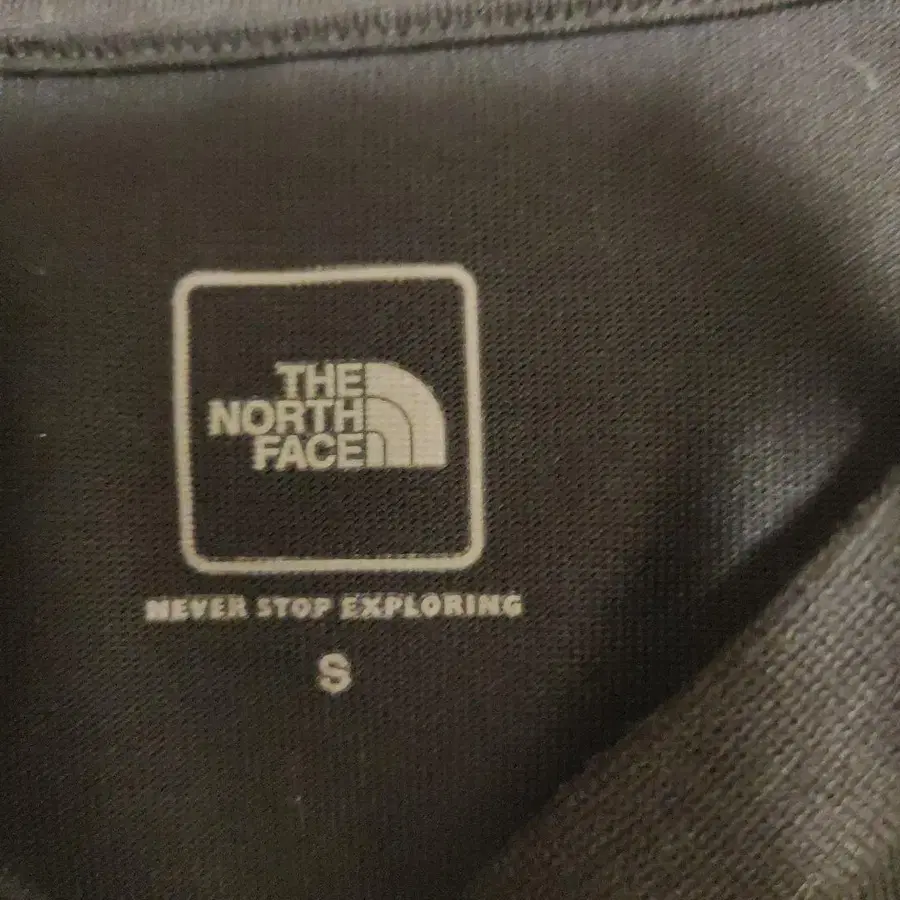 THE
NORTH
FACE
NEVER STOP EXPLORING
S